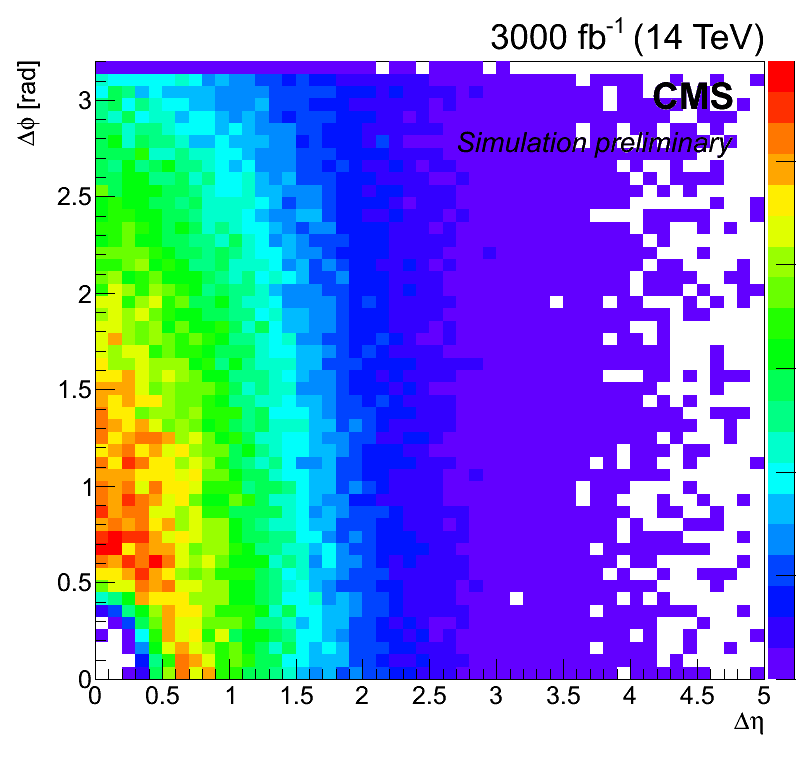 3000 fb⁻¹ (14 TeV)
Δφ [rad]
CMS
Simulation preliminary
3
2.5
2
1.5
1
0.5
0
0 0.5 1 1.5 2 2.5 3 3.5 4 4.5 5
Δη